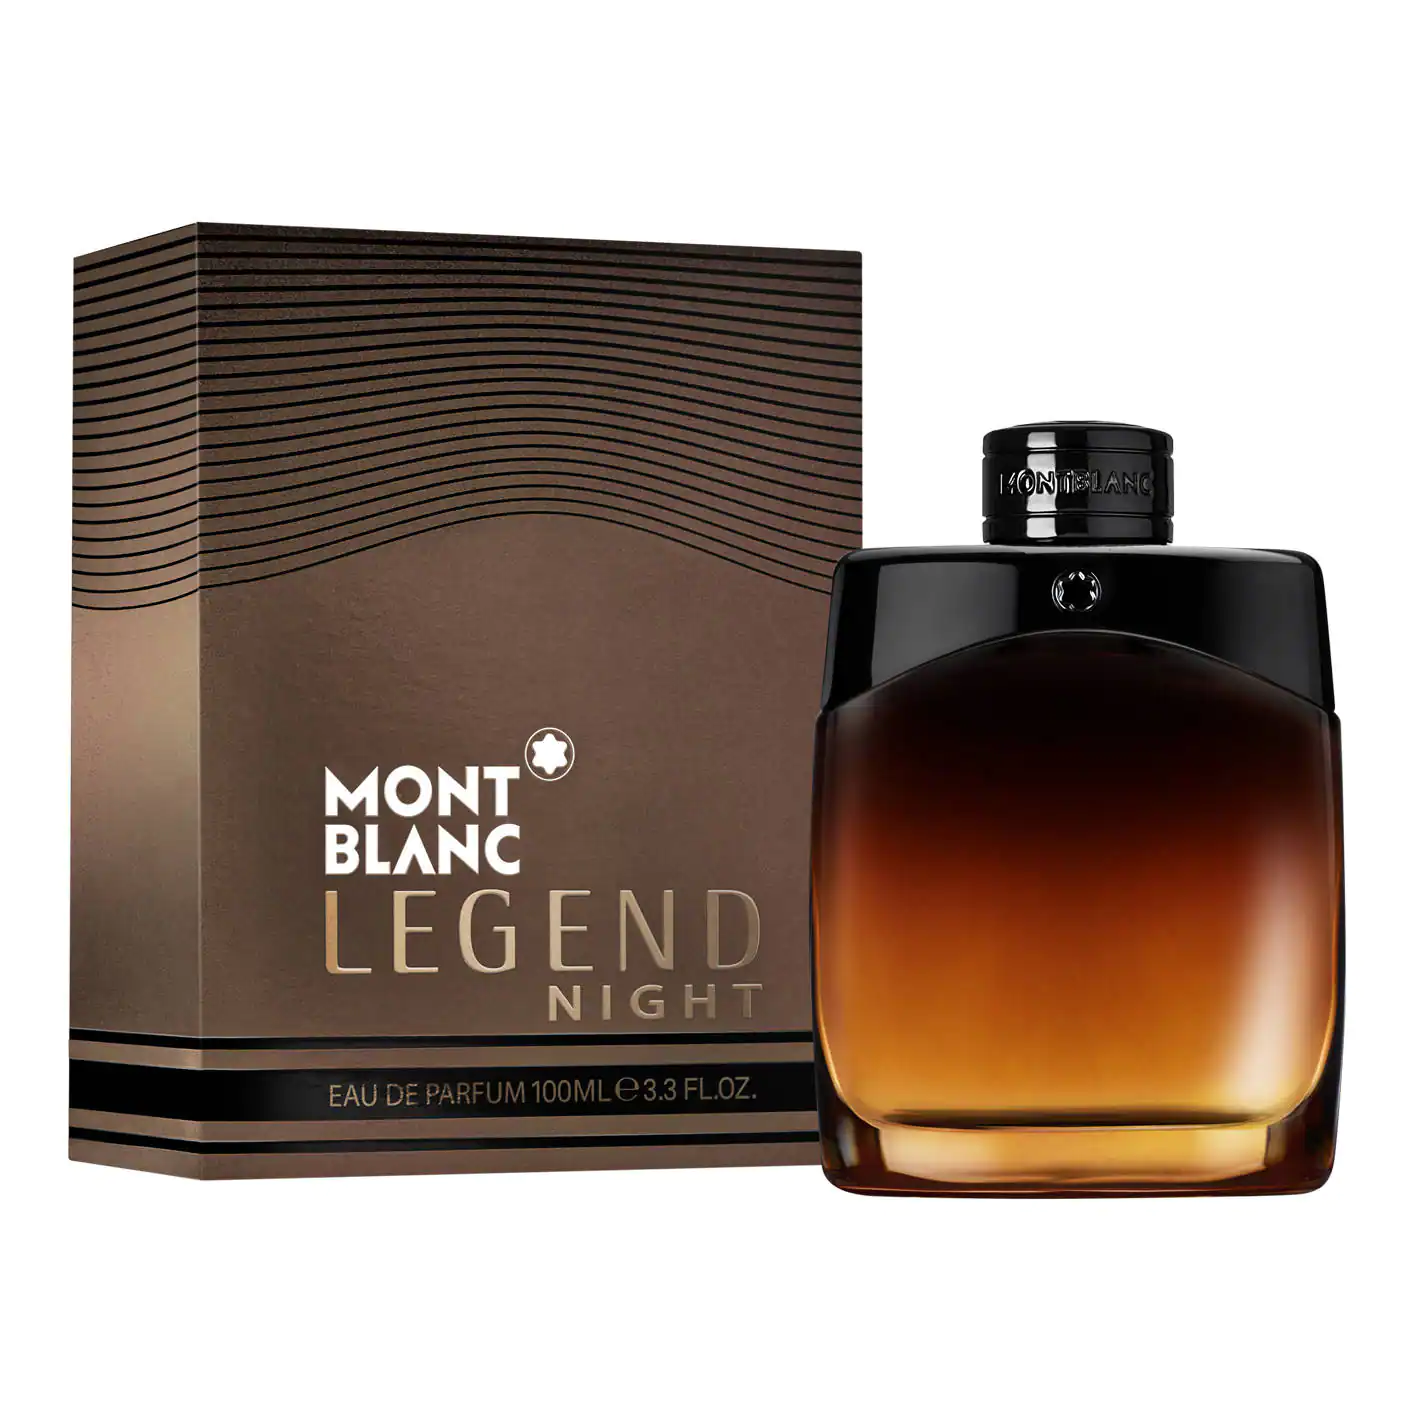 MONT
BLANC
LEGEND
NIGHT
EAU DE PARFUM 100ML ℮ 3.3 FL.OZ.
MONTBLANC